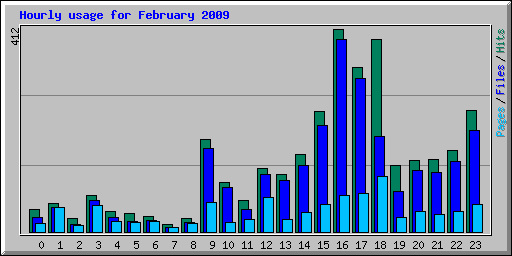 Hourly usage for February 2009
412
Pages/Files/Hits
0 1 2 3 4 5 6 7 8 9 10 11 12 13 14 15 16 17 18 19 20 21 22 23